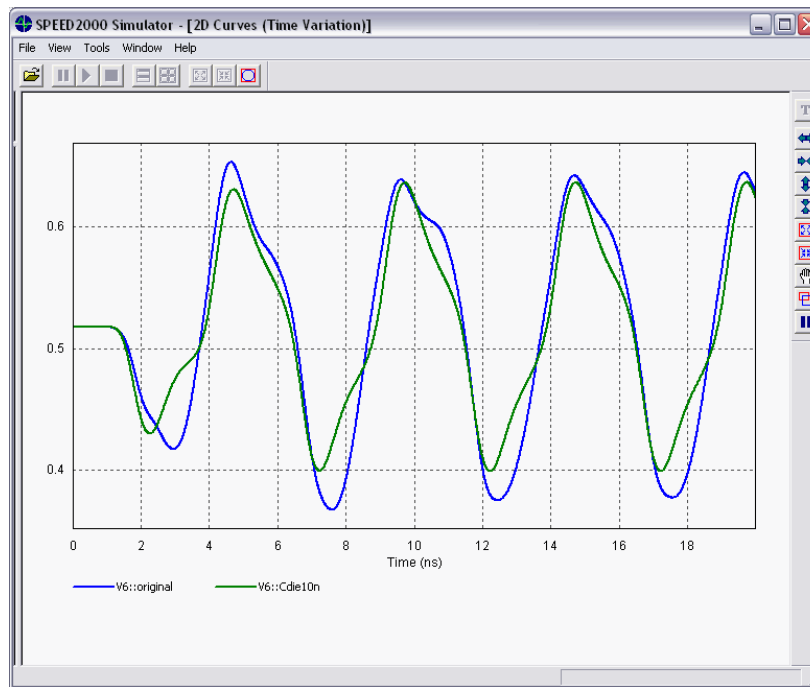 SPEED2000 Simulator - [2D Curves (Time Variation)]
File View Tools Window Help
T
0.6
0.5
0.4
0 2 4 6 8 10 12 14 16 18
Time (ns)
V6::original V6::Cdie10n